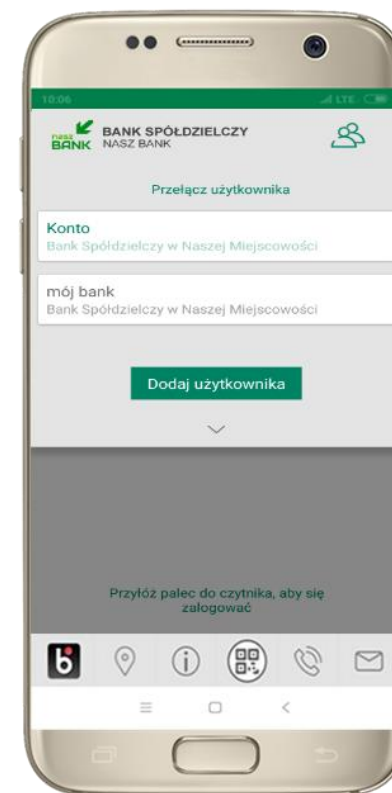 10:06
LTE
nasz
BANK
BANK SPÓŁDZIELCZY
NASZ BANK
Przełącz użytkownika
Konto
Bank Spółdzielczy w Naszej Miejscowości
mój bank
Bank Spółdzielczy w Naszej Miejscowości
Dodaj użytkownika
Przyłóż palec do czytnika, aby się
zalogować
b